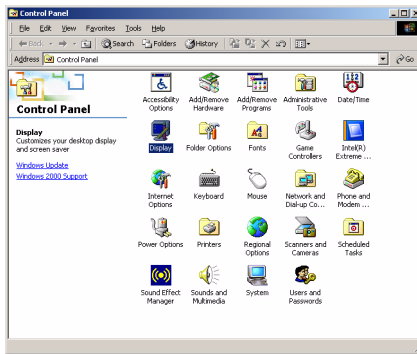 Control Panel
File Edit View Favorites Tools Help
Back Search Folders History
Address Control Panel Go
Control Panel
Display
Customizes your desktop display
and screen saver
Windows Update
Windows 2000 Support
Accessibility Options
Add/Remove Hardware
Add/Remove Programs
Administrative Tools
Date/Time
Display
Folder Options
Fonts
Game Controllers
Intel(R) Extreme ...
Internet Options
Keyboard
Mouse
Network and Dial-up Co...
Phone and Modem ...
Power Options
Printers
Regional Options
Scanners and Cameras
Scheduled Tasks
Sound Effect Manager
Sounds and Multimedia
System
Users and Passwords